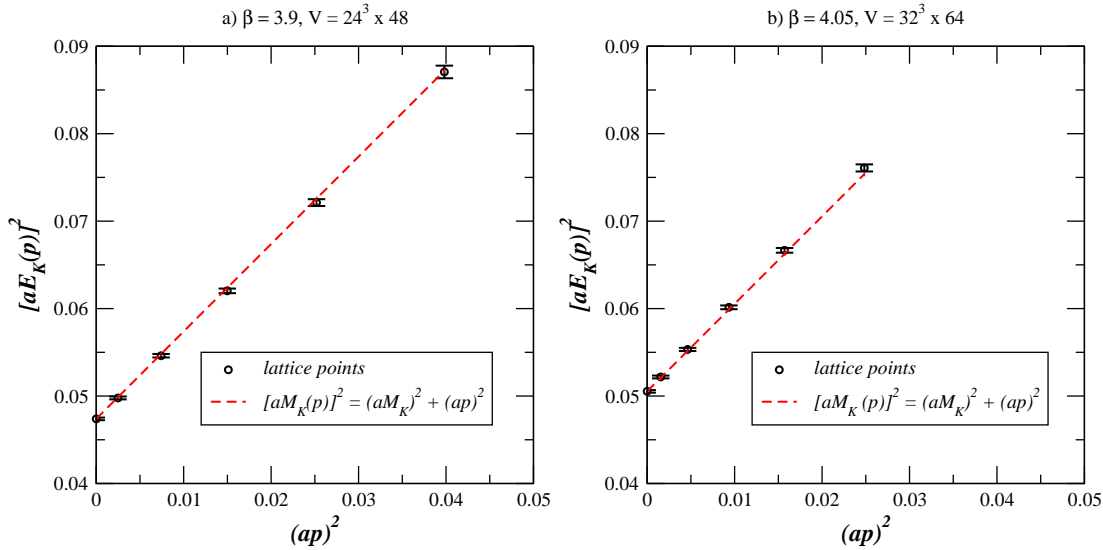 a) β = 3.9, V = 24³ x 48
0.09
0.08
0.07
0.06
0.05
0.04
[aE_K(p)]²
lattice points
[aM_K(p)]² = (aM_K)² + (ap)²
0 0.01 0.02 0.03 0.04 0.05
(ap)²
b) β = 4.05, V = 32³ x 64
0.09
0.08
0.07
0.06
0.05
0.04
[aE_K(p)]²
lattice points
[aM_K (p)]² = (aM_K)² + (ap)²
0 0.01 0.02 0.03 0.04 0.05
(ap)²